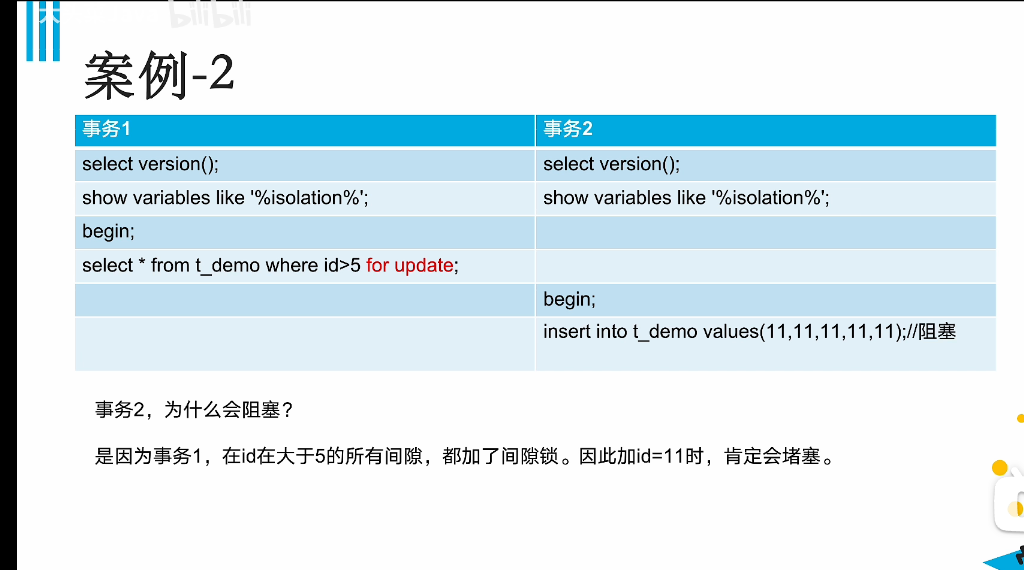 bilibili
案例-2
事务1 事务2
select version(); select version();
show variables like '%isolation%'; show variables like '%isolation%';
begin;
select * from t_demo where id>5 for update;
begin;
insert into t_demo values(11,11,11,11,11);//阻塞
事务2，为什么会阻塞？
是因为事务1，在id在大于5的所有间隙，都加了间隙锁。因此加id=11时，肯定会堵塞。